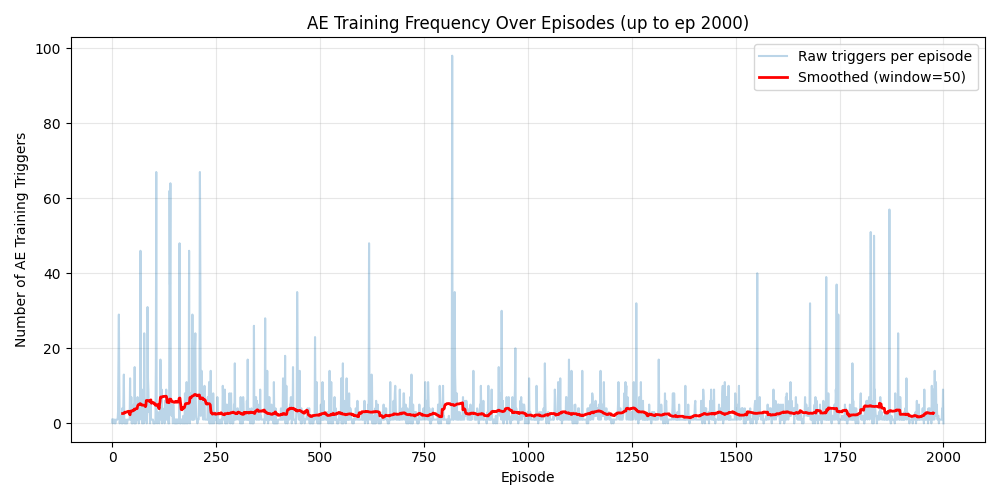 AE Training Frequency Over Episodes (up to ep 2000)
Raw triggers per episode
Smoothed (window=50)
Number of AE Training Triggers
100
80
60
40
20
0
0 250 500 750 1000 1250 1500 1750 2000
Episode